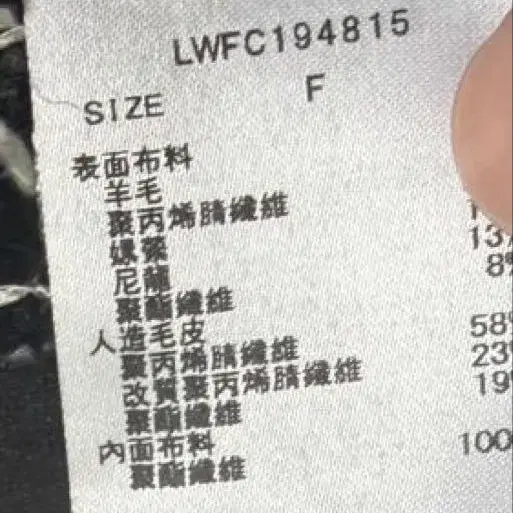 LWFC194815
SIZE F
表面布料
羊毛
聚丙烯腈纖維
嫘縈 13%
尼龍 8%
聚酯纖維
人造毛皮
聚丙烯腈纖維 58%
改質聚丙烯腈纖維 23%
聚酯纖維 19
內面布料
聚酯纖維 100